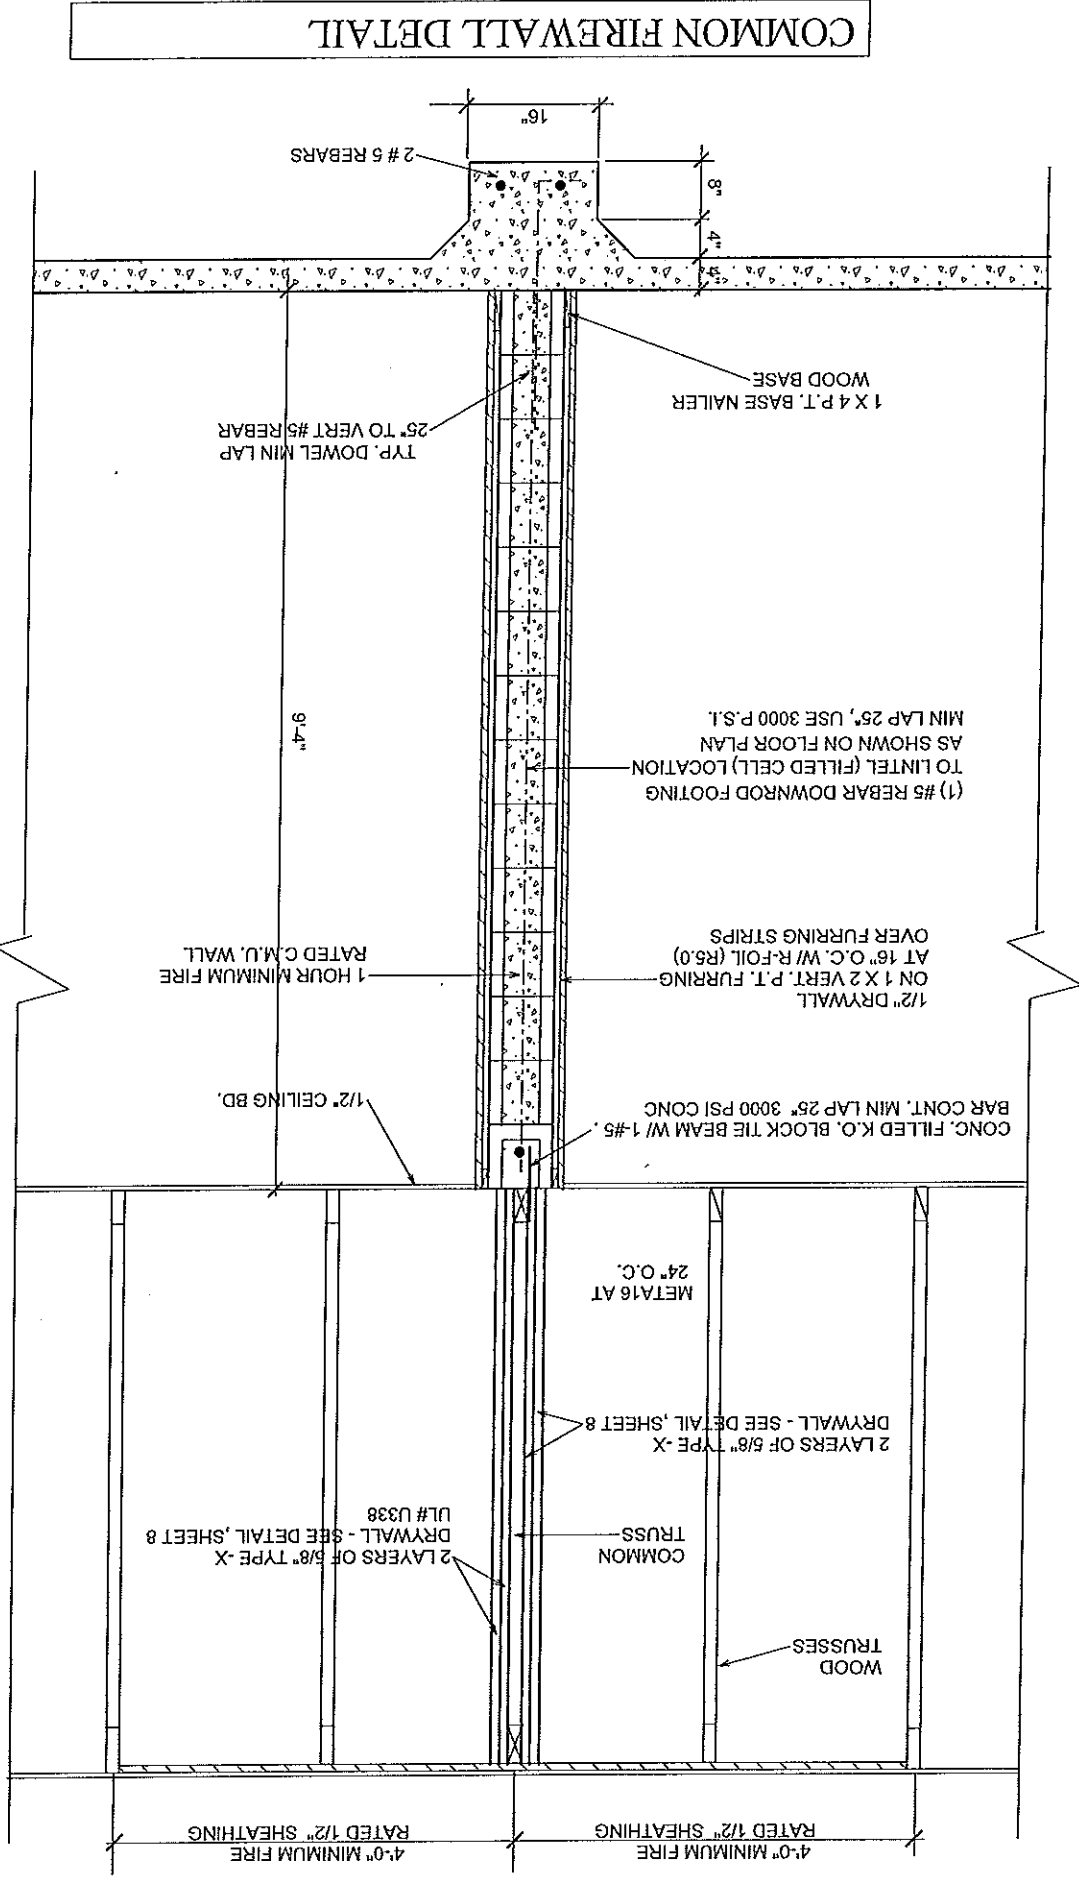 4'-0" MINIMUM FIRE
RATED 1/2" SHEATHING
4'-0" MINIMUM FIRE
RATED 1/2" SHEATHING
WOOD
TRUSSES
COMMON
TRUSS
2 LAYERS OF 5/8" TYPE -X
DRYWALL - SEE DETAIL ,SHEET 8
UL# U338
2 LAYERS OF 5/8" TYPE -X
DRYWALL - SEE DETAIL ,SHEET 8
META16 AT
24" O.C.
CONC. FILLED K.O. BLOCK TIE BEAM W/ 1-#5
BAR CONT. MIN LAP 25" 3000 PSI CONC
1/2" CEILING BD.
1/2" DRYWALL
ON 1 X 2 VERT. P.T. FURRING
AT 16" O.C. W/ R-FOIL (R5.0)
OVER FURRING STRIPS
1 HOUR MINIMUM FIRE
RATED C.M.U. WALL
(1) #5 REBAR DOWNROD FOOTING
TO LINTEL (FILLED CELL) LOCATION
AS SHOWN ON FLOOR PLAN
MIN LAP 25", USE 3000 P.S.I.
9'-4"
TYP. DOWEL MIN LAP
25" TO VERT #5 REBAR
1 X 4 P.T. BASE NAILER
WOOD BASE
4"
4"
8"
2 # 5 REBARS
16"
COMMON FIREWALL DETAIL